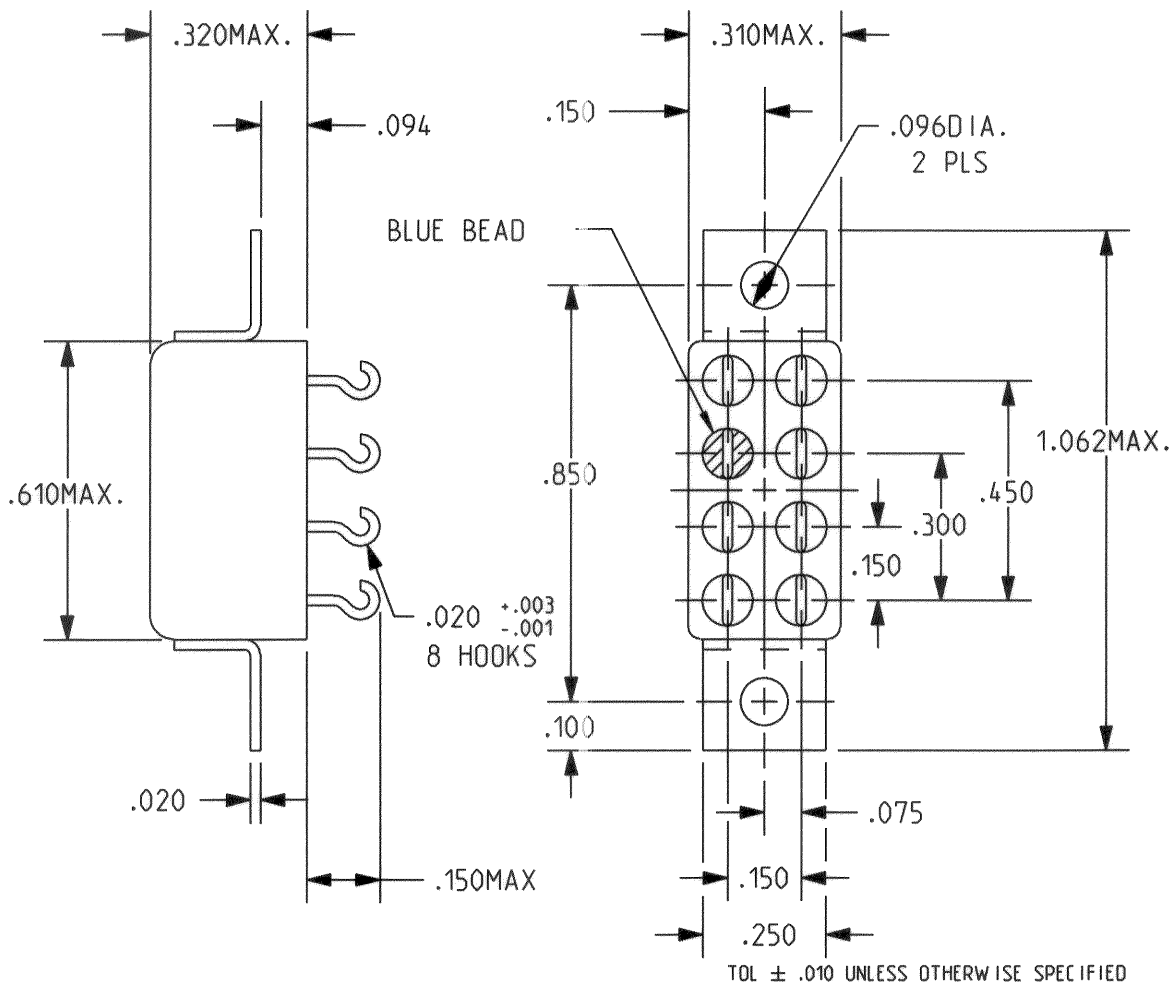 .320MAX.
.310MAX.
.094
.150
.096DIA.
2 PLS
BLUE BEAD
1.062MAX.
.850
.610MAX.
.450
.300
.150
.020 +.003
-.001
8 HOOKS
.100
.020
.075
.150MAX
.150
.250
TOL ± .010 UNLESS OTHERWISE SPECIFIED